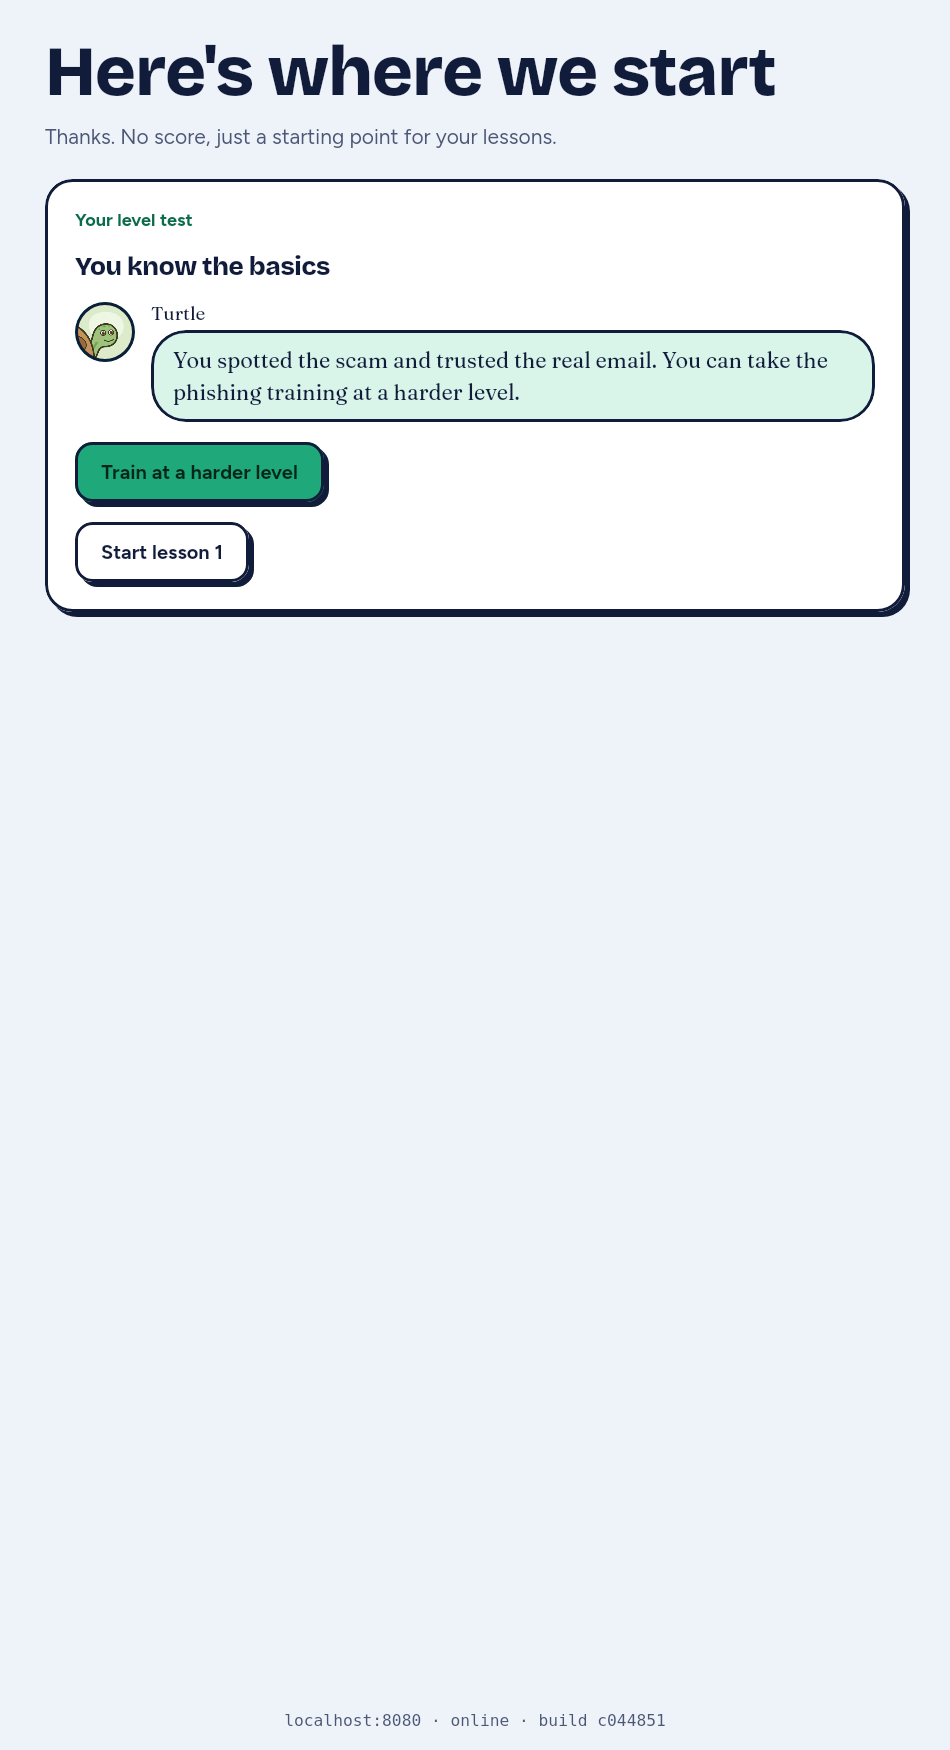 Here's where we start
Thanks. No score, just a starting point for your lessons.
Your level test
You know the basics
Turtle
You spotted the scam and trusted the real email. You can take the
phishing training at a harder level.
Train at a harder level
Start lesson 1
localhost:8080 · online · build c044851